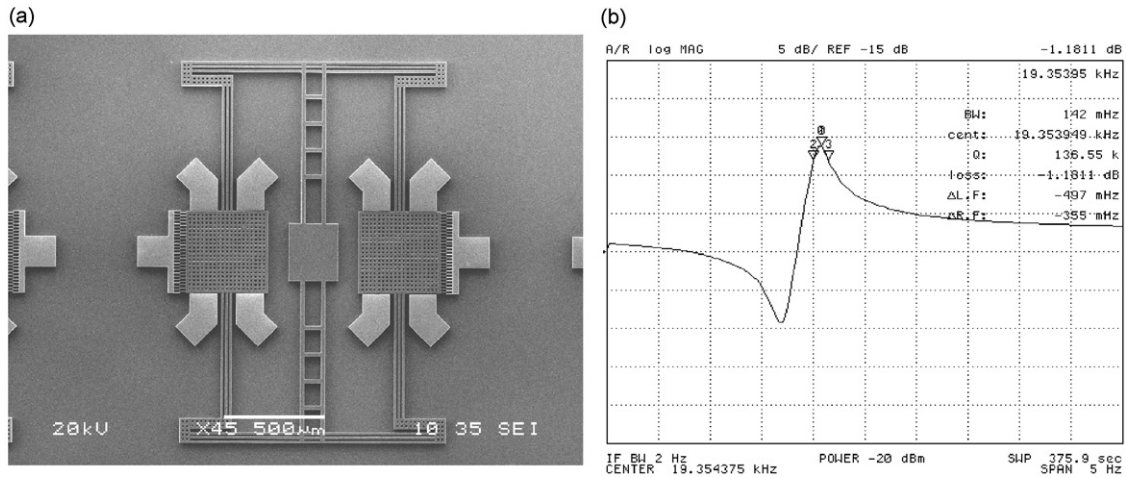 (a)
20kV X45 500μm 10 35 SEI
(b)
A/R log MAG 5 dB/ REF -15 dB -1.1811 dB
19.35395 kHz
BW: 142 mHz
cent: 19.353949 kHz
Q: 136.55 k
loss: -1.1811 dB
ΔL.F: -497 mHz
ΔR.F: -355 mHz
0
2 3
IF BW 2 Hz POWER -20 dBm SWP 375.9 sec
CENTER 19.354375 kHz SPAN 5 Hz